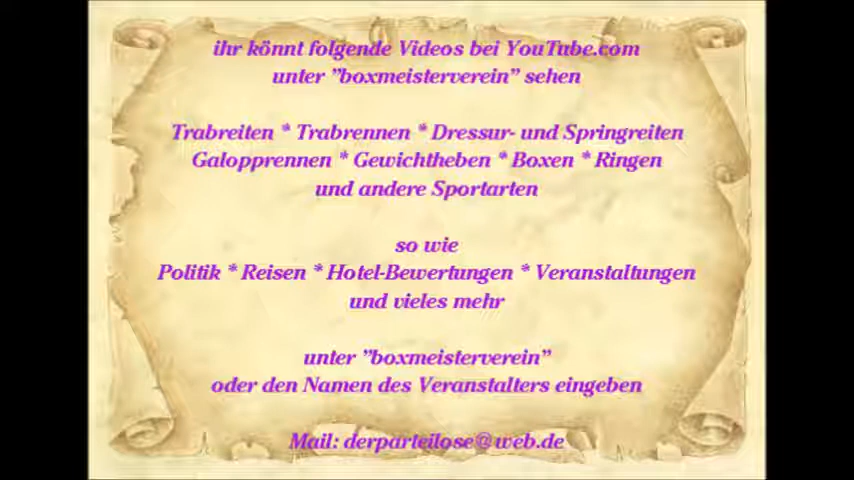 ihr könnt folgende Videos bei YouTube.com
unter "boxmeisterverein" sehen
Trabreiten * Trabrennen * Dressur- und Springreiten
Galopprennen * Gewichtheben * Boxen * Ringen
und andere Sportarten
so wie
Politik * Reisen * Hotel-Bewertungen * Veranstaltungen
und vieles mehr
unter "boxmeisterverein"
oder den Namen des Veranstalters eingeben
Mail: derparteilose@web.de